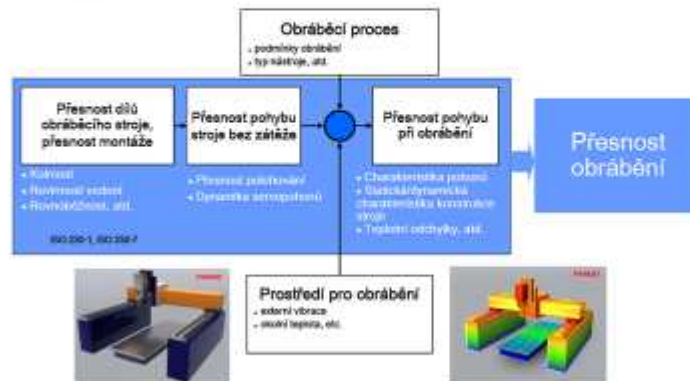 Obráběcí proces
• podmínky obrábění
• typ nástroje, atd.
Přesnost dílů
obráběcího stroje,
přesnost montáže
Přesnost pohybu
stroje bez zátěže
Přesnost pohybu
při obrábění
Přesnost
obrábění
• Kolmost
• Rovinnost vedení
• Rovnoběžnost, atd.
• Přesnost polohování
• Dynamika servopohonů
• Charakteristika
• Statická/dynamická
charakteristika konstrukce
stroje
• Teplotní odchylky, atd.
ISO 230-1, ISO 230-7
Prostředí pro obrábění
• externí vibrace
• okolní teplota, etc.